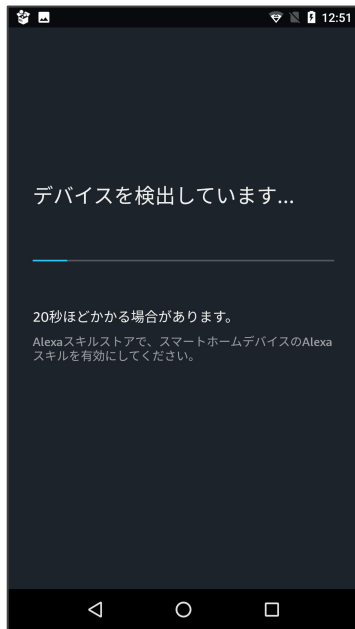 12:51
デバイスを検出しています...
20秒ほどかかる場合があります。
Alexaスキルストアで、スマートホームデバイスのAlexa
スキルを有効にしてください。